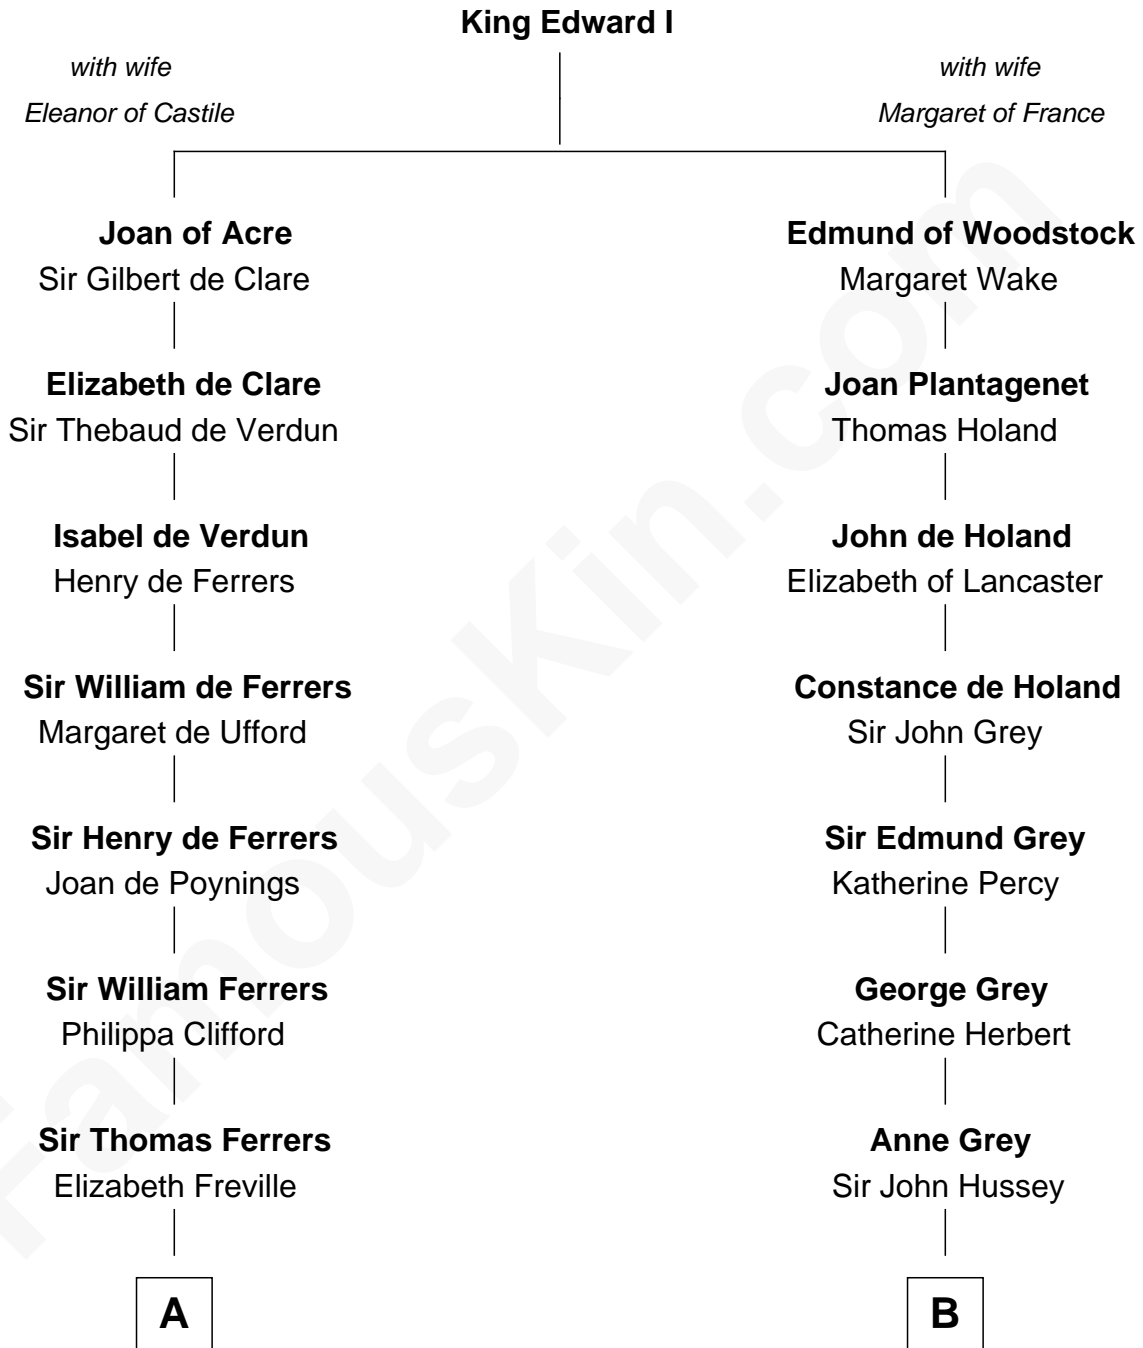 King Edward I
with wife
Eleanor of Castile
with wife
Margaret of France
Joan of Acre
Sir Gilbert de Clare
Edmund of Woodstock
Margaret Wake
Elizabeth de Clare
Sir Thebaud de Verdun
Joan Plantagenet
Thomas Holand
Isabel de Verdun
Henry de Ferrers
John de Holand
Elizabeth of Lancaster
Sir William de Ferrers
Margaret de Ufford
Constance de Holand
Sir John Grey
Sir Henry de Ferrers
Joan de Poynings
Sir Edmund Grey
Katherine Percy
Sir William Ferrers
Philippa Clifford
George Grey
Catherine Herbert
Sir Thomas Ferrers
Elizabeth Freville
Anne Grey
Sir John Hussey
A
B
FamousKin.com